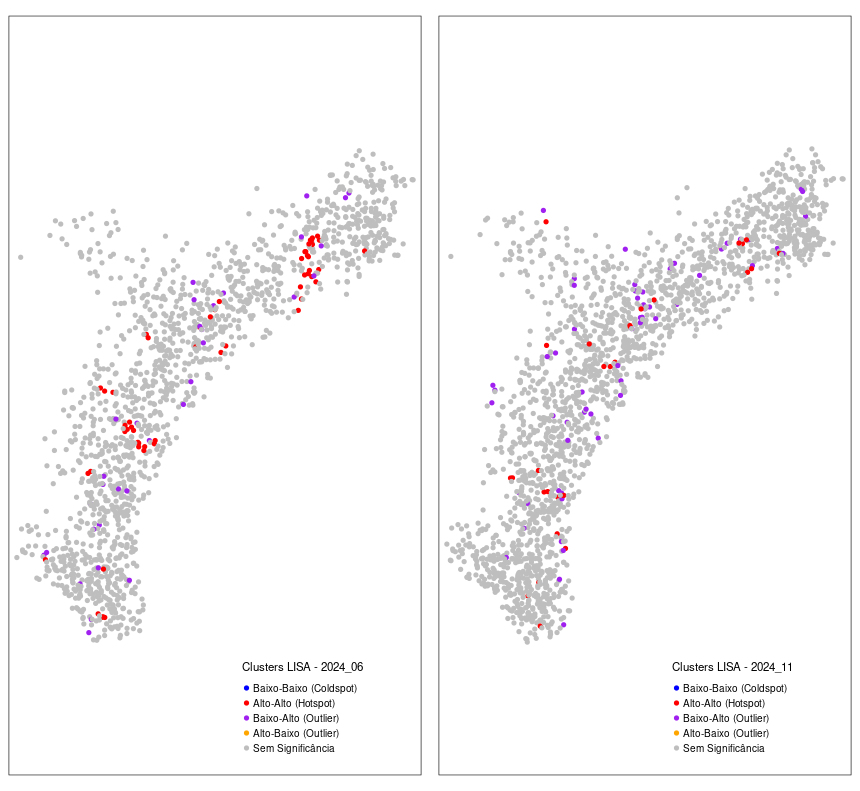 Clusters LISA - 2024_06
Baixo-Baixo (Coldspot)
Alto-Alto (Hotspot)
Baixo-Alto (Outlier)
Alto-Baixo (Outlier)
Sem Significância
Clusters LISA - 2024_11
Baixo-Baixo (Coldspot)
Alto-Alto (Hotspot)
Baixo-Alto (Outlier)
Alto-Baixo (Outlier)
Sem Significância